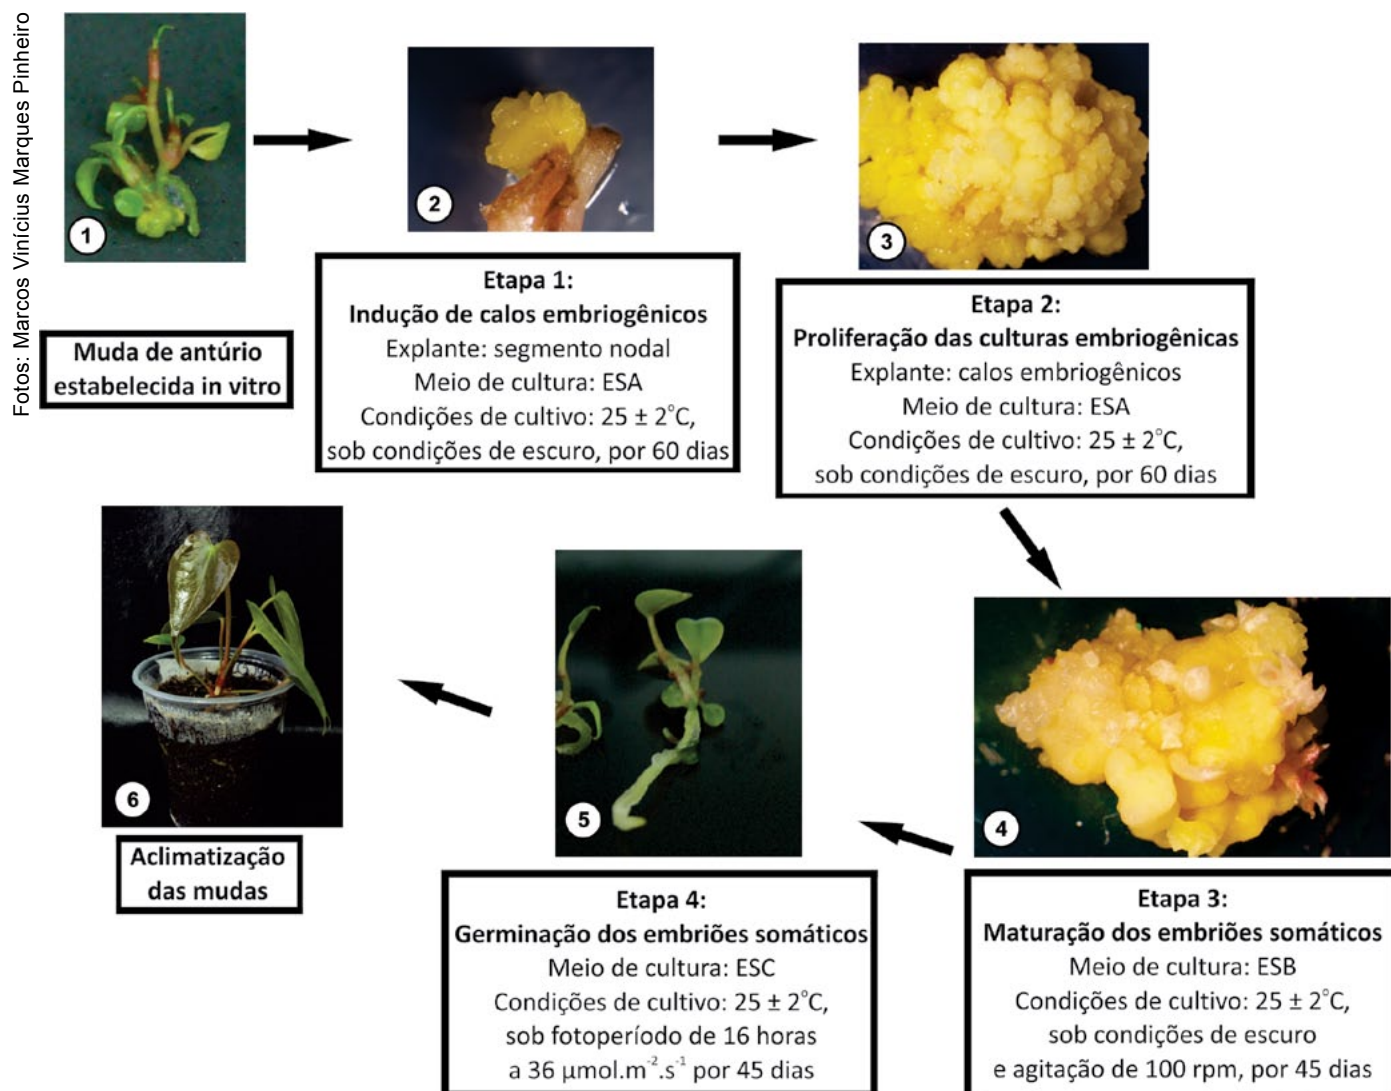 Fotos: Marcos Vinícius Marques Pinheiro
1
2
3
Muda de antúrio
estabelecida in vitro
Etapa 1:
Indução de calos embriogênicos
Explante: segmento nodal
Meio de cultura: ESA
Condições de cultivo: 25 ± 2°C,
sob condições de escuro, por 60 dias
Etapa 2:
Proliferação das culturas embriogênicas
Explante: calos embriogênicos
Meio de cultura: ESA
Condições de cultivo: 25 ± 2°C,
sob condições de escuro, por 60 dias
4
Etapa 3:
Maturação dos embriões somáticos
Meio de cultura: ESB
Condições de cultivo: 25 ± 2°C,
sob condições de escuro
e agitação de 100 rpm, por 45 dias
5
Etapa 4:
Germinação dos embriões somáticos
Meio de cultura: ESC
Condições de cultivo: 25 ± 2°C,
sob fotoperíodo de 16 horas
a 36 µmol.m⁻².s⁻¹ por 45 dias
6
Aclimatização
das mudas